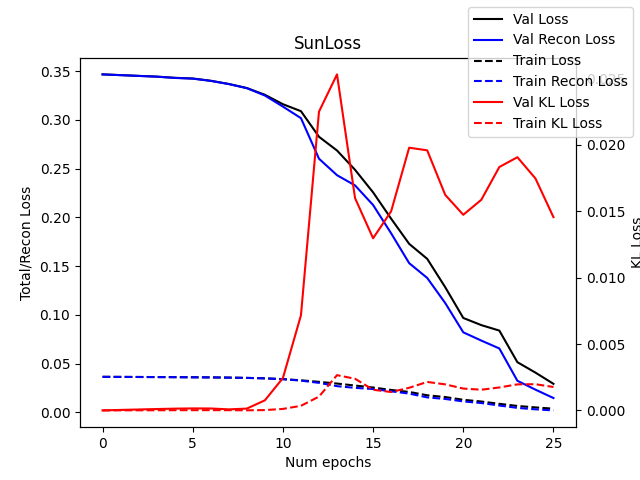 SunLoss
Val Loss
Val Recon Loss
Train Loss
Train Recon Loss
Val KL Loss
Train KL Loss
Total/Recon Loss
0.35
0.30
0.25
0.20
0.15
0.10
0.05
0.00
0.025
0.020
0.015
0.010
0.005
0.000
KL Loss
0
5
10
15
20
25
Num epochs